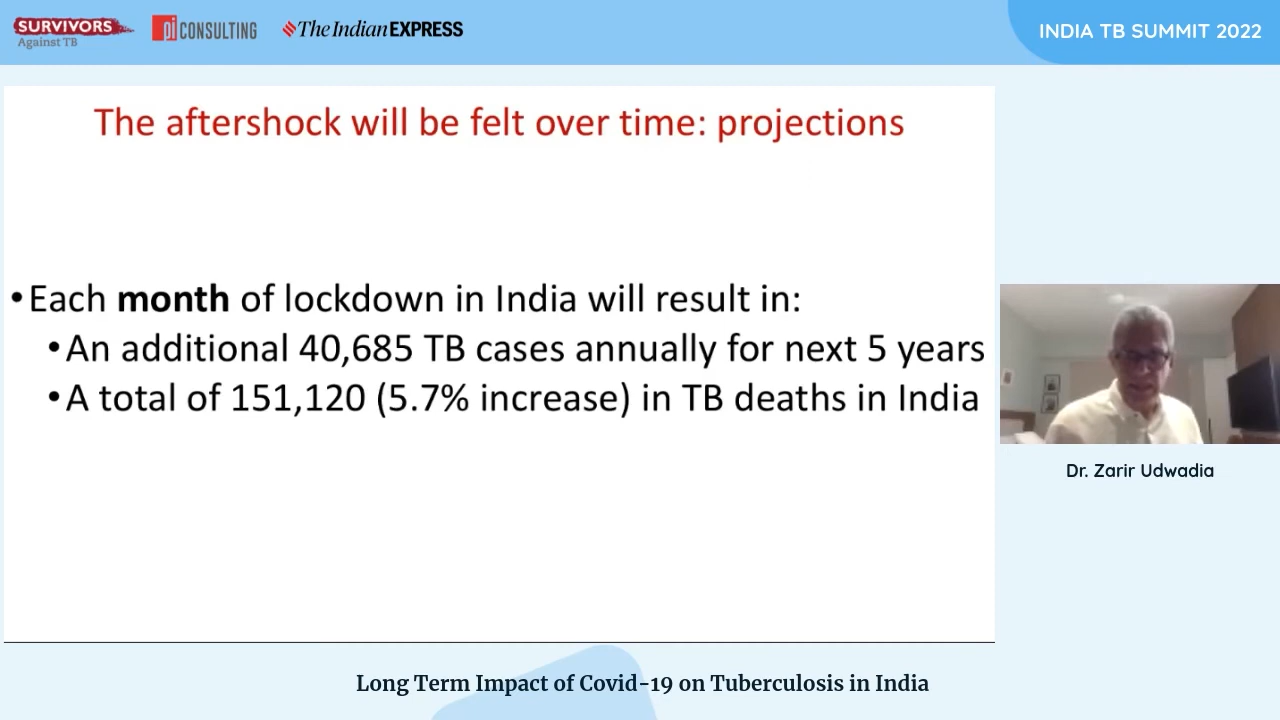 SURVIVORS
Against TB
pi CONSULTING
The Indian EXPRESS
INDIA TB SUMMIT 2022
The aftershock will be felt over time: projections
•Each month of lockdown in India will result in:
•An additional 40,685 TB cases annually for next 5 years
•A total of 151,120 (5.7% increase) in TB deaths in India
Dr. Zarir Udwadia
Long Term Impact of Covid-19 on Tuberculosis in India